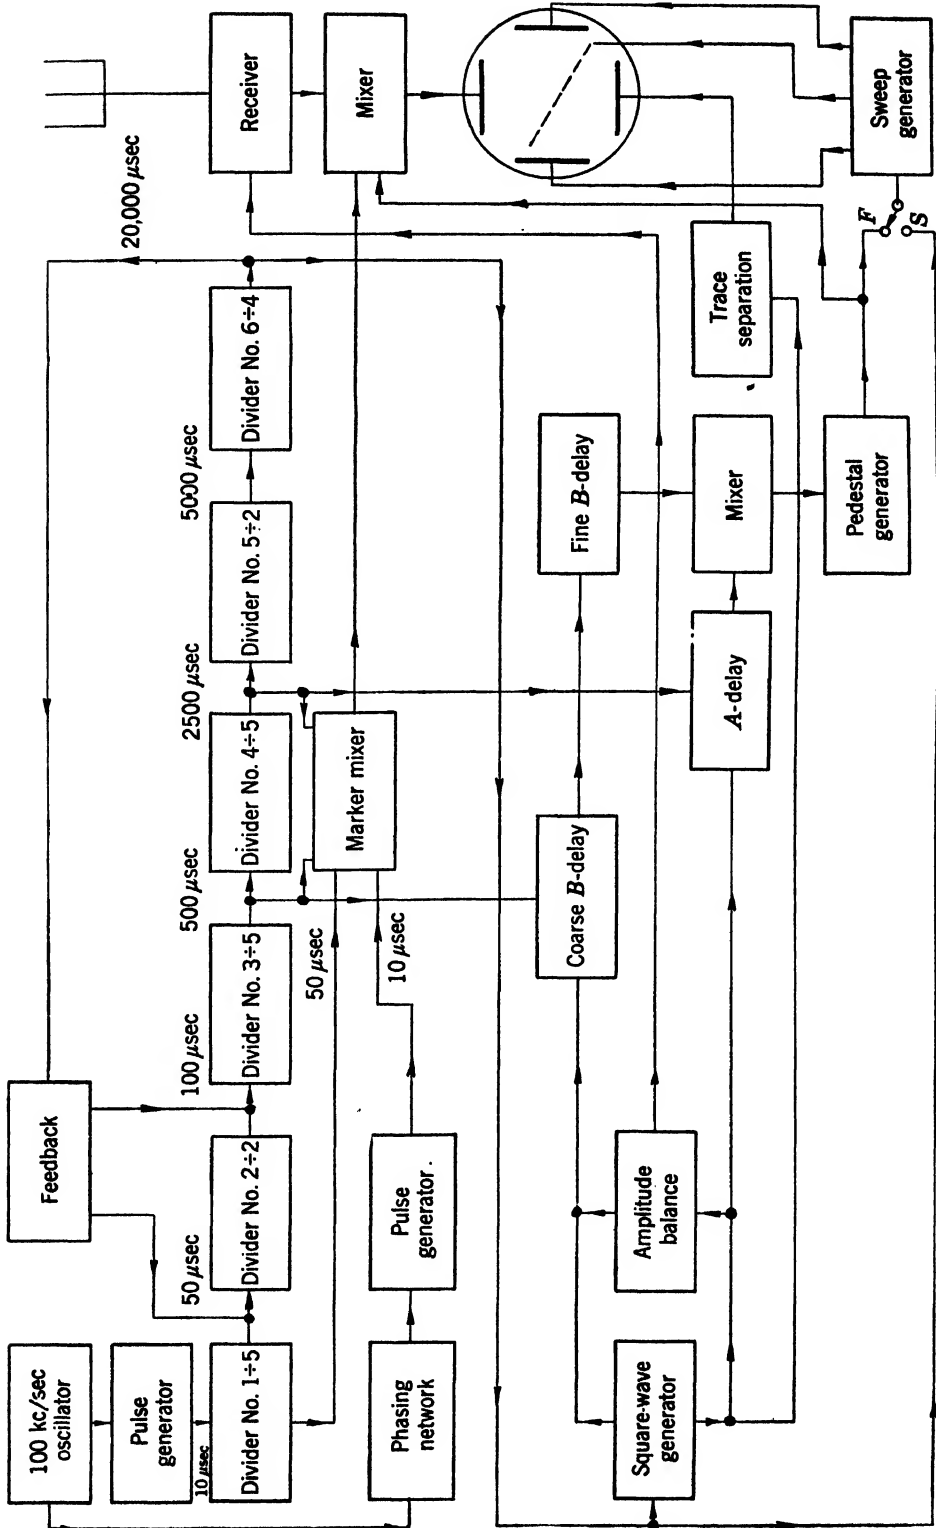 100 kc/sec
oscillator
Pulse
generator
10 μsec
Divider No. 1÷5
50 μsec
Divider No. 2÷2
Feedback
100 μsec
Divider No. 3÷5
500 μsec
Divider No. 4÷5
2500 μsec
Divider No. 5÷2
5000 μsec
Divider No. 6÷4
20,000 μsec
Receiver
Mixer
Phasing
network
Pulse
generator
50 μsec
10 μsec
Marker mixer
Square-wave
generator
Amplitude
balance
Coarse B-delay
Fine B-delay
A-delay
Mixer
Trace
separation
Pedestal
generator
F
S
Sweep
generator